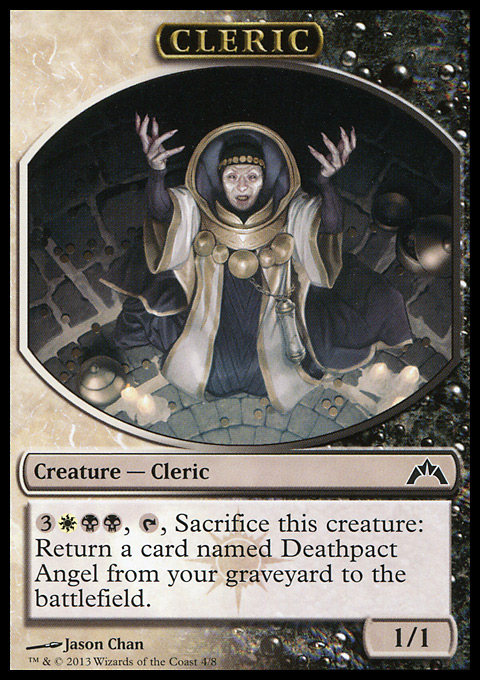 CLERIC
Creature — Cleric
3, , Sacrifice this creature:
Return a card named Deathpact
Angel from your graveyard to the
battlefield.
1/1
Jason Chan
™ & © 2013 Wizards of the Coast 4/8